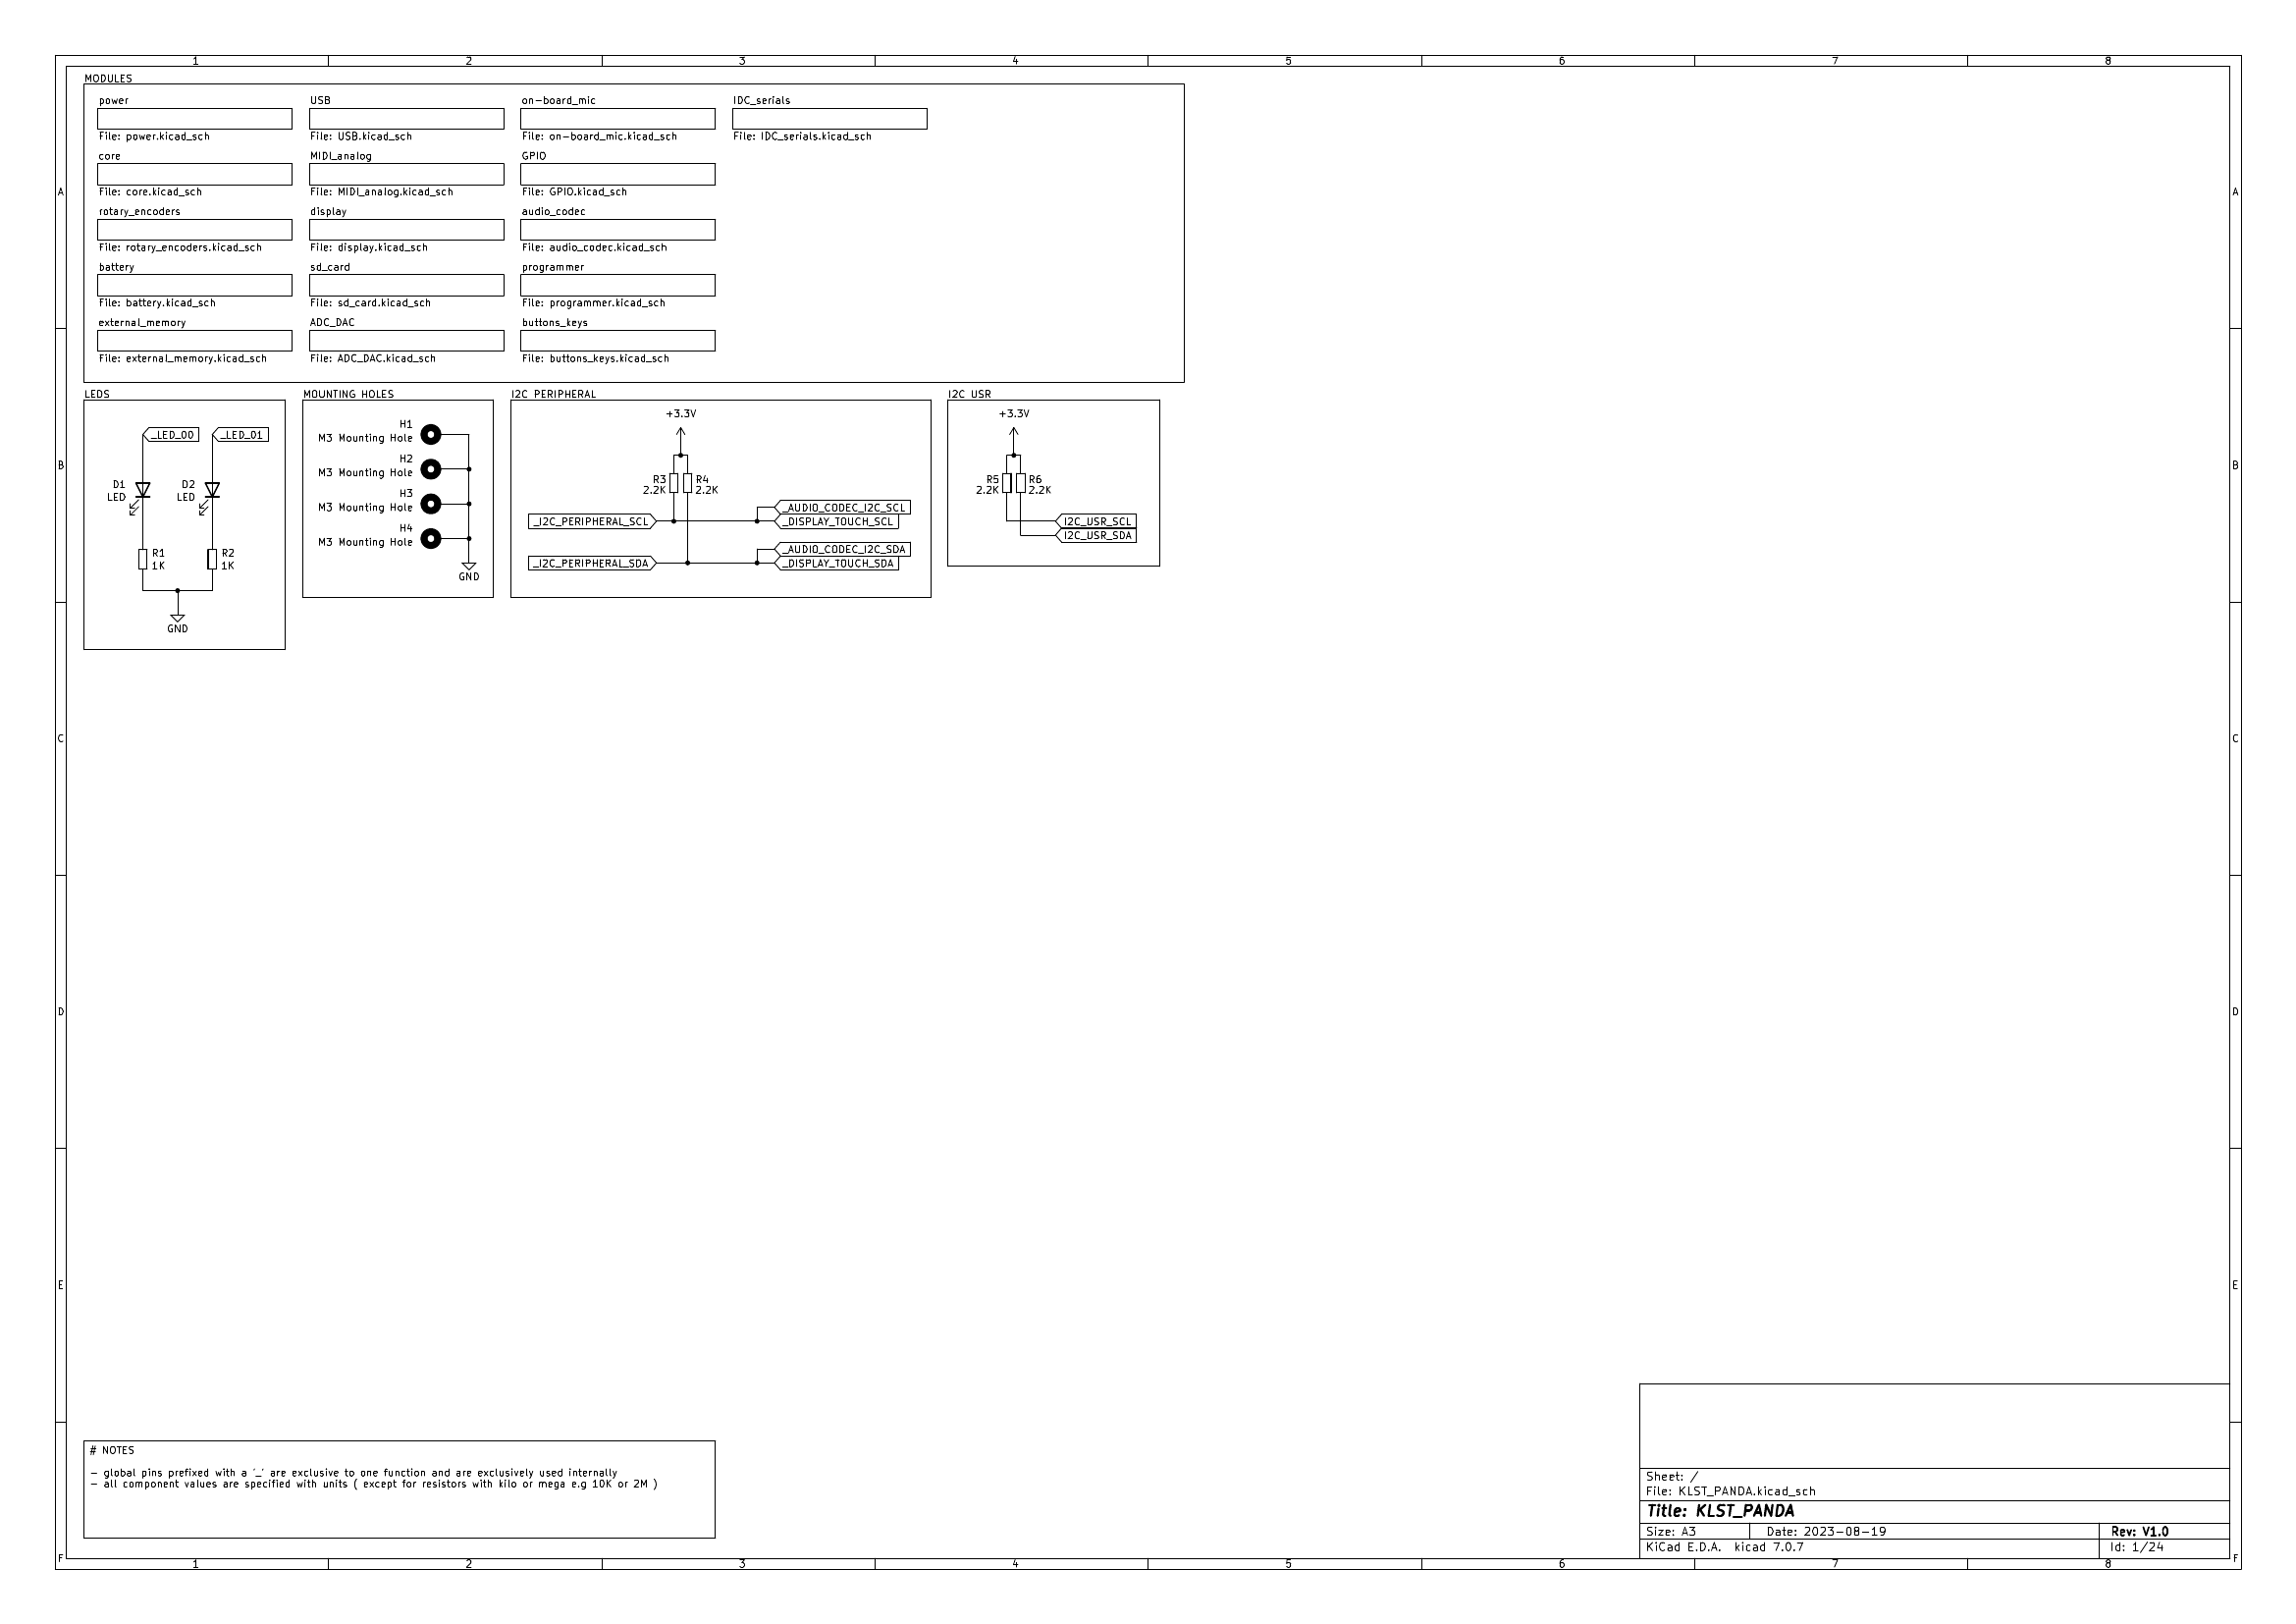 1 2 3 4 5 6 7 8
MODULES
power USB on-board_mic IDC_serials
File: power.kicad_sch File: USB.kicad_sch File: on-board_mic.kicad_sch File: IDC_serials.kicad_sch
core MIDI_analog GPIO
A File: core.kicad_sch File: MIDI_analog.kicad_sch File: GPIO.kicad_sch A
rotary_encoders display audio_codec
File: rotary_encoders.kicad_sch File: display.kicad_sch File: audio_codec.kicad_sch
battery sd_card programmer
File: battery.kicad_sch File: sd_card.kicad_sch File: programmer.kicad_sch
external_memory ADC_DAC buttons_keys
File: external_memory.kicad_sch File: ADC_DAC.kicad_sch File: buttons_keys.kicad_sch
LEDS
_LED_00 _LED_01
D1
LED
D2
LED
R1
1K
R2
1K
GND
MOUNTING HOLES
H1
M3 Mounting Hole
H2
M3 Mounting Hole
H3
M3 Mounting Hole
H4
M3 Mounting Hole
GND
I2C PERIPHERAL
+3.3V
R3 R4
2.2K 2.2K
_AUDIO_CODEC_I2C_SCL
_I2C_PERIPHERAL_SCL _DISPLAY_TOUCH_SCL
_AUDIO_CODEC_I2C_SDA
_I2C_PERIPHERAL_SDA _DISPLAY_TOUCH_SDA
I2C USR
+3.3V
R5 R6
2.2K 2.2K
I2C_USR_SCL
I2C_USR_SDA
B B
C C
D D
E E
# NOTES
- global pins prefixed with a '_' are exclusive to one function and are exclusively used internally
- all component values are specified with units ( except for resistors with kilo or mega e.g 10K or 2M )
Sheet: /
File: KLST_PANDA.kicad_sch
Title: KLST_PANDA
Size: A3 Date: 2023-08-19 Rev: V1.0
KiCad E.D.A. kicad 7.0.7 Id: 1/24
F F
1 2 3 4 5 6 7 8